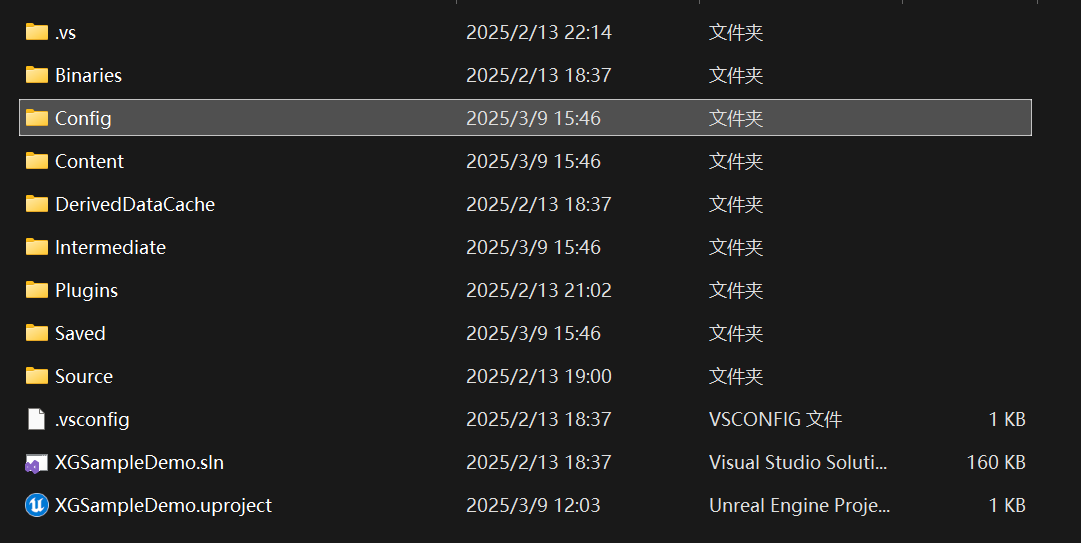 .vs 2025/2/13 22:14 文件夹
Binaries 2025/2/13 18:37 文件夹
Config 2025/3/9 15:46 文件夹
Content 2025/3/9 15:46 文件夹
DerivedDataCache 2025/2/13 18:37 文件夹
Intermediate 2025/3/9 15:46 文件夹
Plugins 2025/2/13 21:02 文件夹
Saved 2025/3/9 15:46 文件夹
Source 2025/2/13 19:00 文件夹
.vsconfig 2025/2/13 18:37 VSCONFIG 文件 1 KB
XGSampleDemo.sln 2025/2/13 18:37 Visual Studio Soluti... 160 KB
XGSampleDemo.uproject 2025/3/9 12:03 Unreal Engine Proje... 1 KB